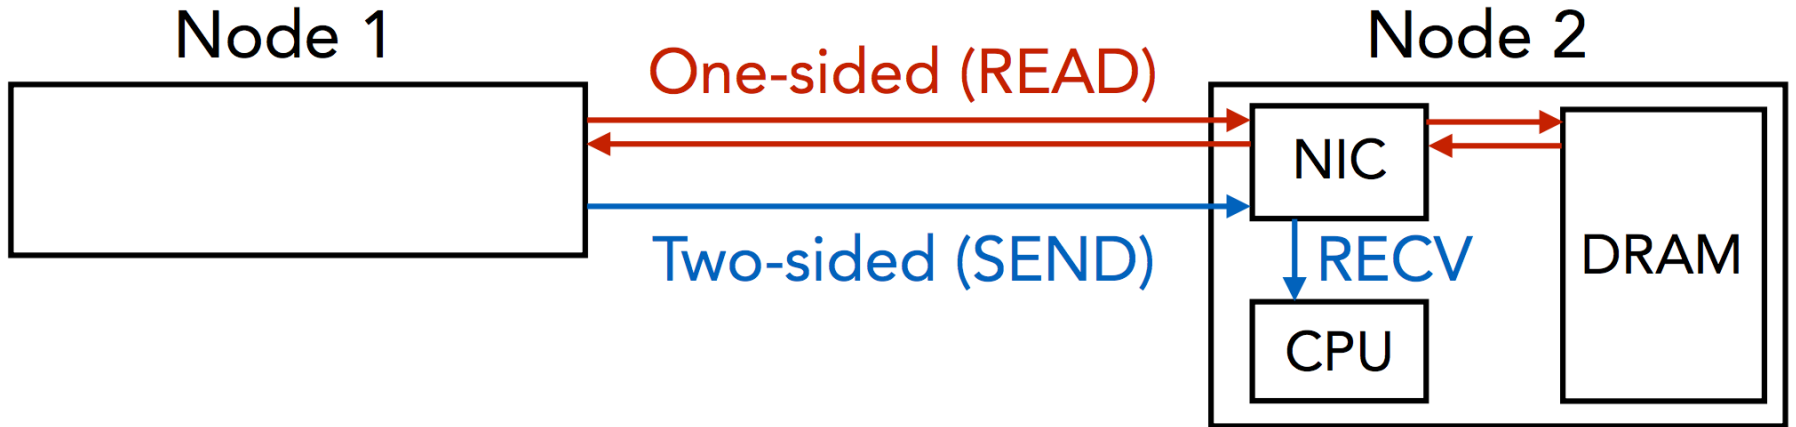 Node 1
Node 2
One-sided (READ)
NIC
Two-sided (SEND)
RECV
DRAM
CPU